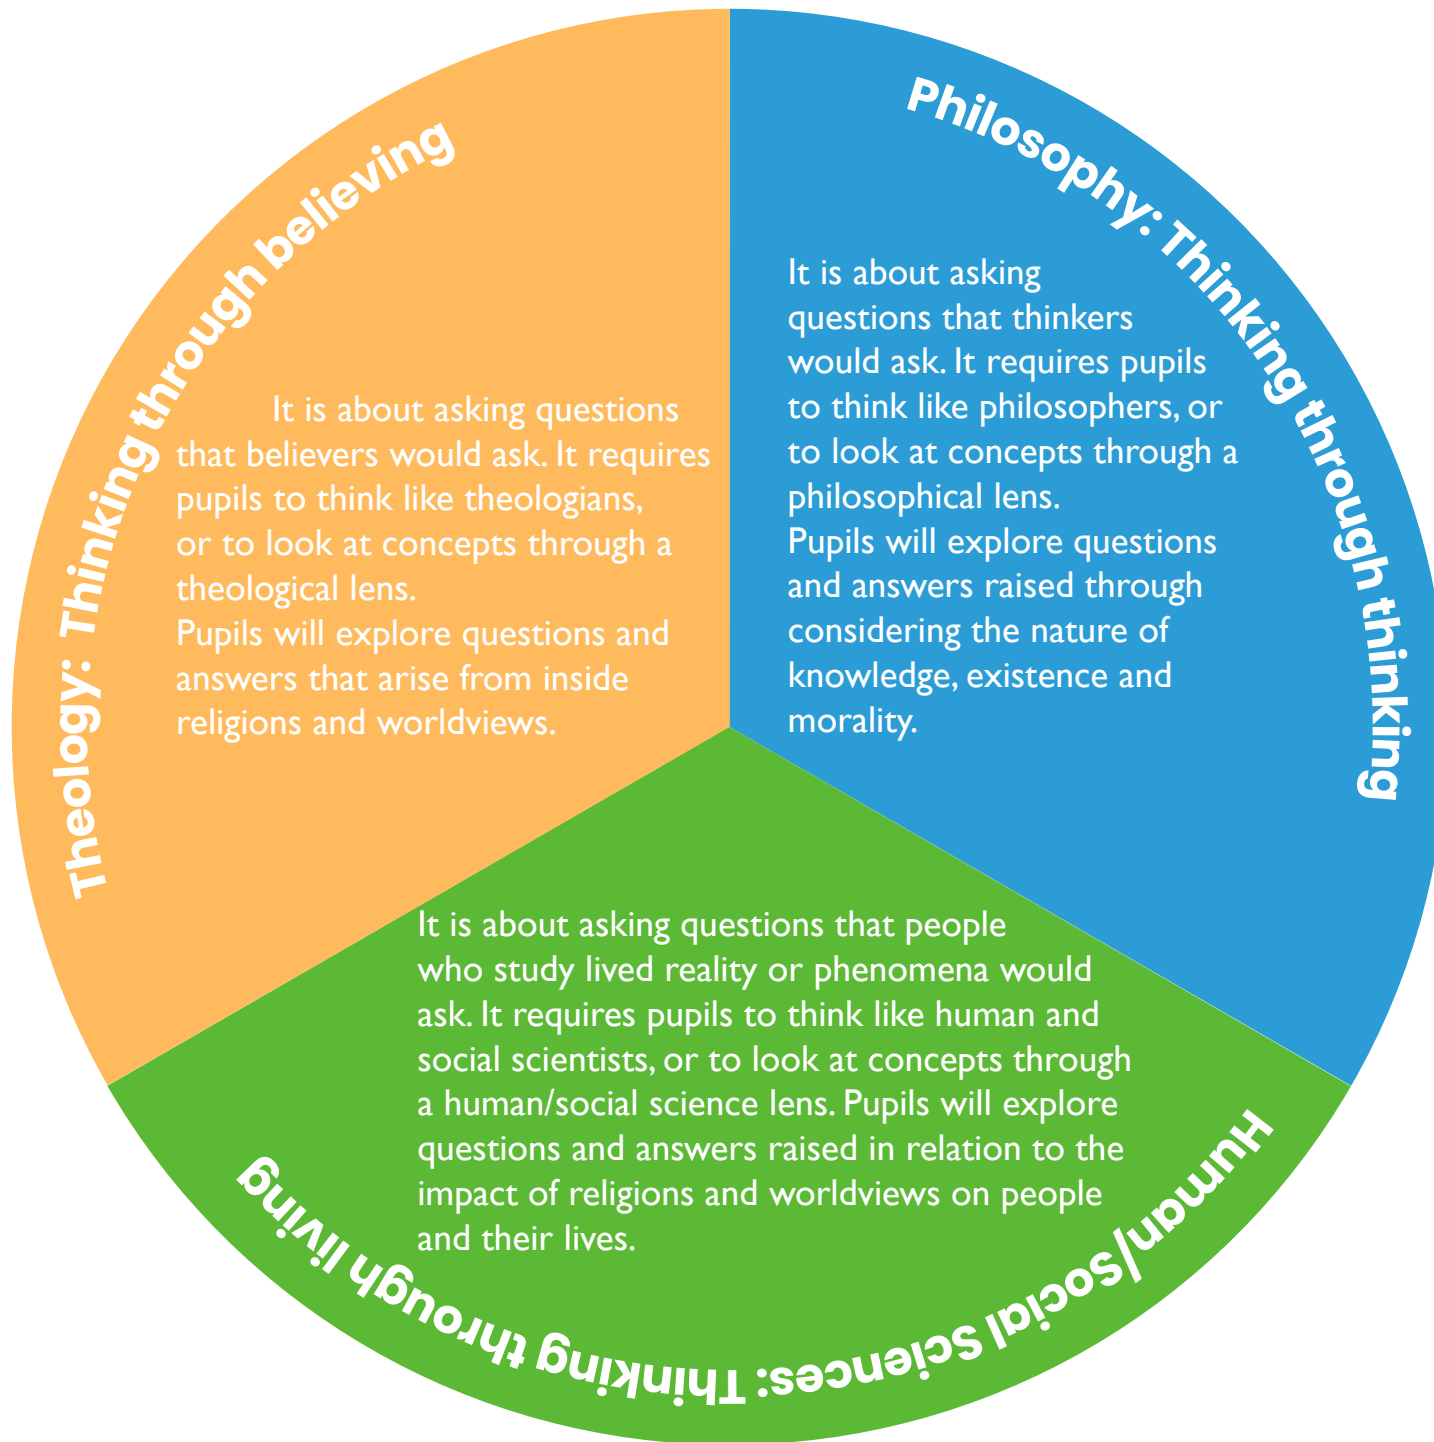 Theology: Thinking through believing
It is about asking questions
that believers would ask. It requires
pupils to think like theologians,
or to look at concepts through a
theological lens.
Pupils will explore questions and
answers that arise from inside
religions and worldviews.
Philosophy: Thinking through thinking
It is about asking
questions that thinkers
would ask. It requires pupils
to think like philosophers, or
to look at concepts through a
philosophical lens.
Pupils will explore questions
and answers raised through
considering the nature of
knowledge, existence and
morality.
It is about asking questions that people
who study lived reality or phenomena would
ask. It requires pupils to think like human and
social scientists, or to look at concepts through
a human/social science lens. Pupils will explore
questions and answers raised in relation to the
impact of religions and worldviews on people
and their lives.
Human/Social Sciences: Thinking through living